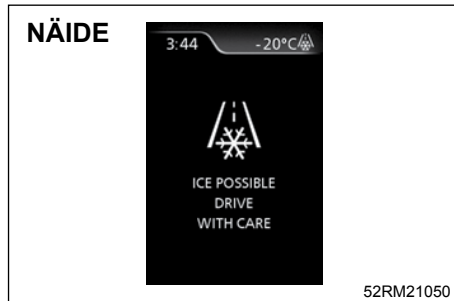 NÄIDE
3:44 -20°C
ICE POSSIBLE
DRIVE
WITH CARE
52RM21050